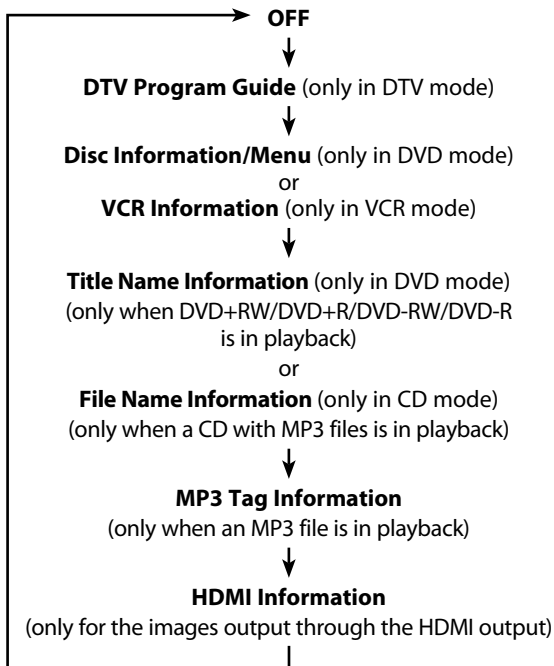 OFF
DTV Program Guide (only in DTV mode)
Disc Information/Menu (only in DVD mode)
or
VCR Information (only in VCR mode)
Title Name Information (only in DVD mode)
(only when DVD+RW/DVD+R/DVD-RW/DVD-R
is in playback)
or
File Name Information (only in CD mode)
(only when a CD with MP3 files is in playback)
MP3 Tag Information
(only when an MP3 file is in playback)
HDMI Information
(only for the images output through the HDMI output)